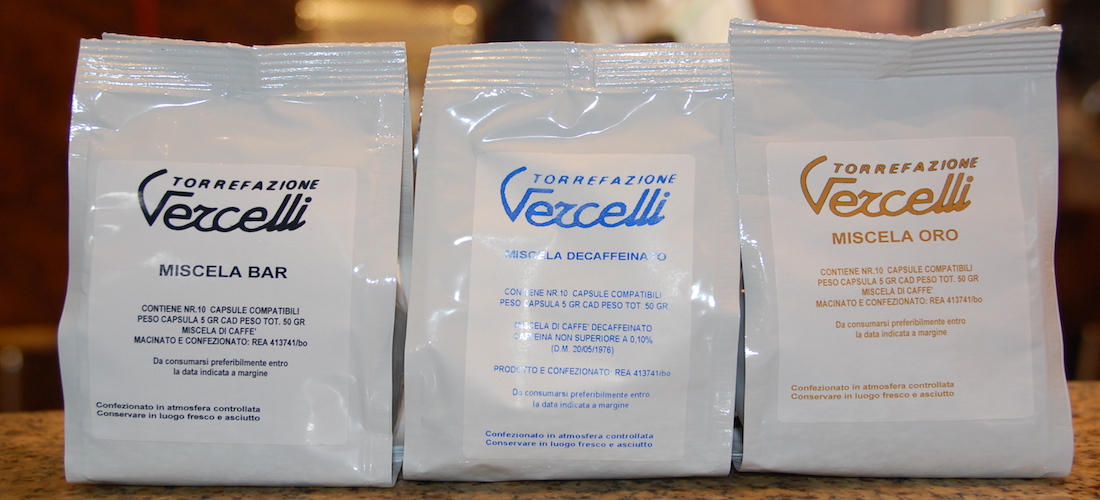 TORREFAZIONE
Vercelli
MISCELA BAR
CONTIENE NR.10 CAPSULE COMPATIBILI
PESO CAPSULA 5 GR CAD PESO TOT. 50 GR
MISCELA DI CAFFE'
MACINATO E CONFEZIONATO: REA 413741/bo
Da consumarsi preferibilmente entro
la data indicata a margine
Confezionato in atmosfera controllata
Conservare in luogo fresco e asciutto
TORREFAZIONE
Vercelli
MISCELA DECAFFEINATO
CONTIENE NR.10 CAPSULE COMPATIBILI
PESO CAPSULA 5 GR CAD PESO TOT. 50 GR
MISCELA DI CAFFE' DECAFFEINATO
CAFFEINA NON SUPERIORE A 0,10%
(D.M. 20/05/1976)
PRODOTTO E CONFEZIONATO: REA 413741/bo
Da consumarsi preferibilmente entro
la data indicata a margine
Confezionato in atmosfera controllata
Conservare in luogo fresco e asciutto
TORREFAZIONE
Vercelli
MISCELA ORO
CONTIENE NR.10 CAPSULE COMPATIBILI
PESO CAPSULA 5 GR CAD PESO TOT. 50 GR
MISCELA DI CAFFE'
MACINATO E CONFEZIONATO: REA 413741/bo
Da consumarsi preferibilmente entro
la data indicata a margine
Confezionato in atmosfera controllata
Conservare in luogo fresco e asciutto